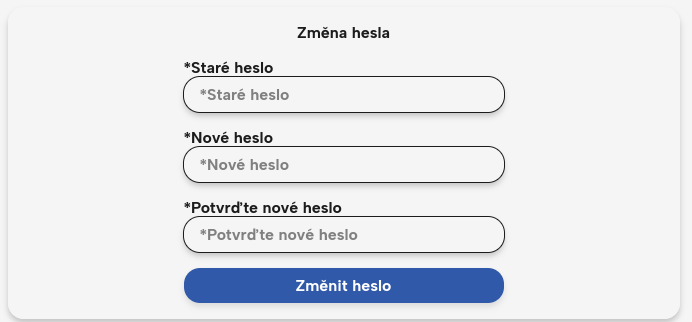 Změna hesla
*Staré heslo
*Staré heslo
*Nové heslo
*Nové heslo
*Potvrďte nové heslo
*Potvrďte nové heslo
Změnit heslo